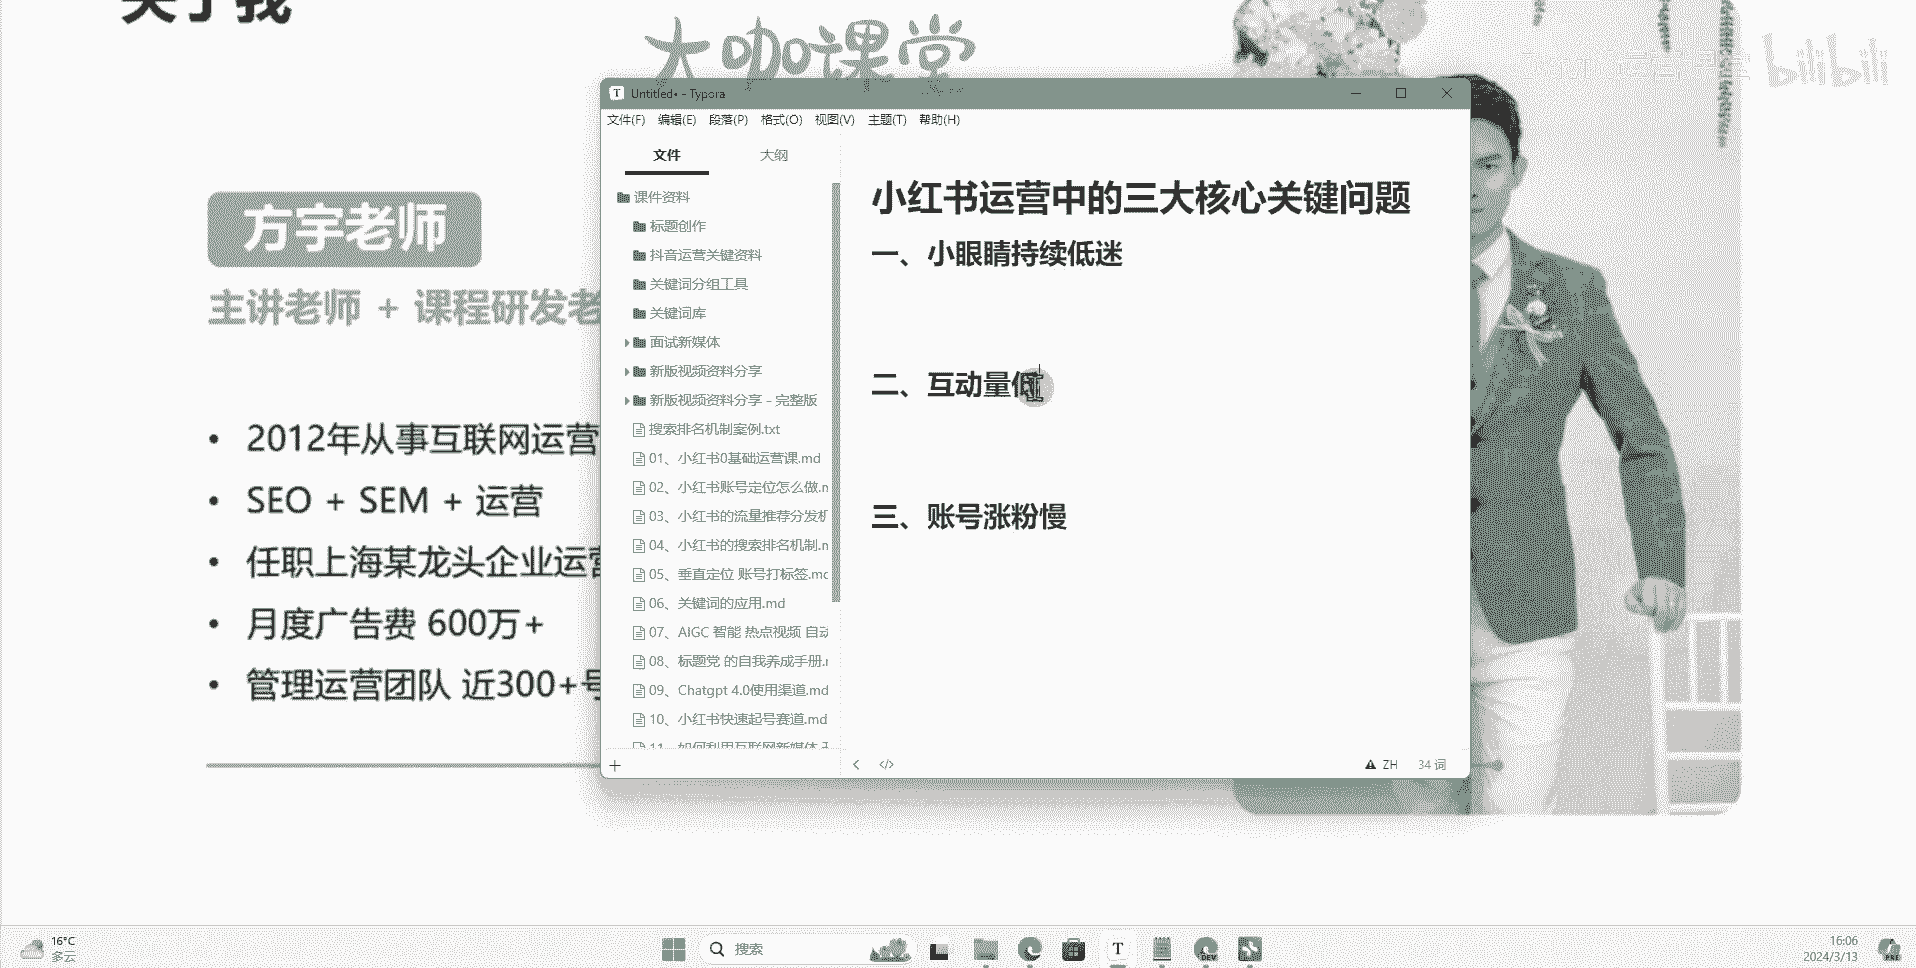 关于我
大咖课堂
bilibili
方宇老师
主讲老师 + 课程研发老
2012年从事互联网运营
SEO + SEM + 运营
任职上海某龙头企业运营
月度广告费 600万+
管理运营团队 近300+号
Untitled• - Typora
文件(F) 编辑(E) 段落(P) 格式(O) 视图(V) 主题(T) 帮助(H)
文件 大纲
课件资料
标题创作
抖音运营关键资料
关键词分组工具
关键词库
面试新媒体
新版视频资料分享
新版视频资料分享 - 完整版
搜索排名机制案例.txt
01、小红书0基础运营课.md
02、小红书账号定位怎么做.m
03、小红书的流量推荐分发机
04、小红书的搜索排名机制.m
05、垂直定位 账号打标签.md
06、关键词的应用.md
07、AIGC 智能 热点视频 自动
08、标题党 的自我养成手册.m
09、Chatgpt 4.0使用渠道.md
10、小红书快速起号赛道.md
11、如何利用互联网新媒体
小红书运营中的三大核心关键问题
一、小眼睛持续低迷
二、互动量低
三、账号涨粉慢
ZH 34 词
16°C
多云
搜索
DEV
16:06
2024/3/13
PRE